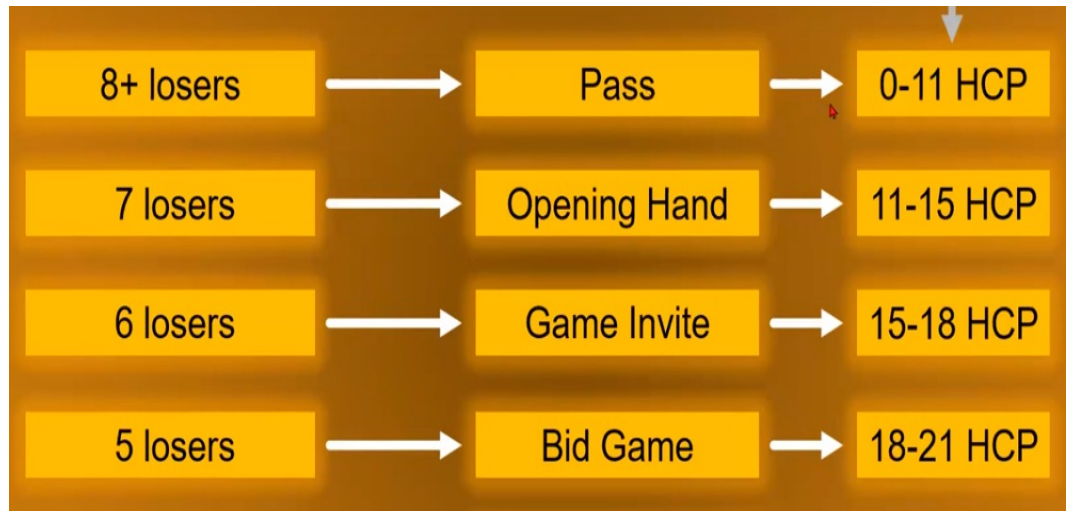 8+ losers Pass 0-11 HCP
7 losers Opening Hand 11-15 HCP
6 losers Game Invite 15-18 HCP
5 losers Bid Game 18-21 HCP